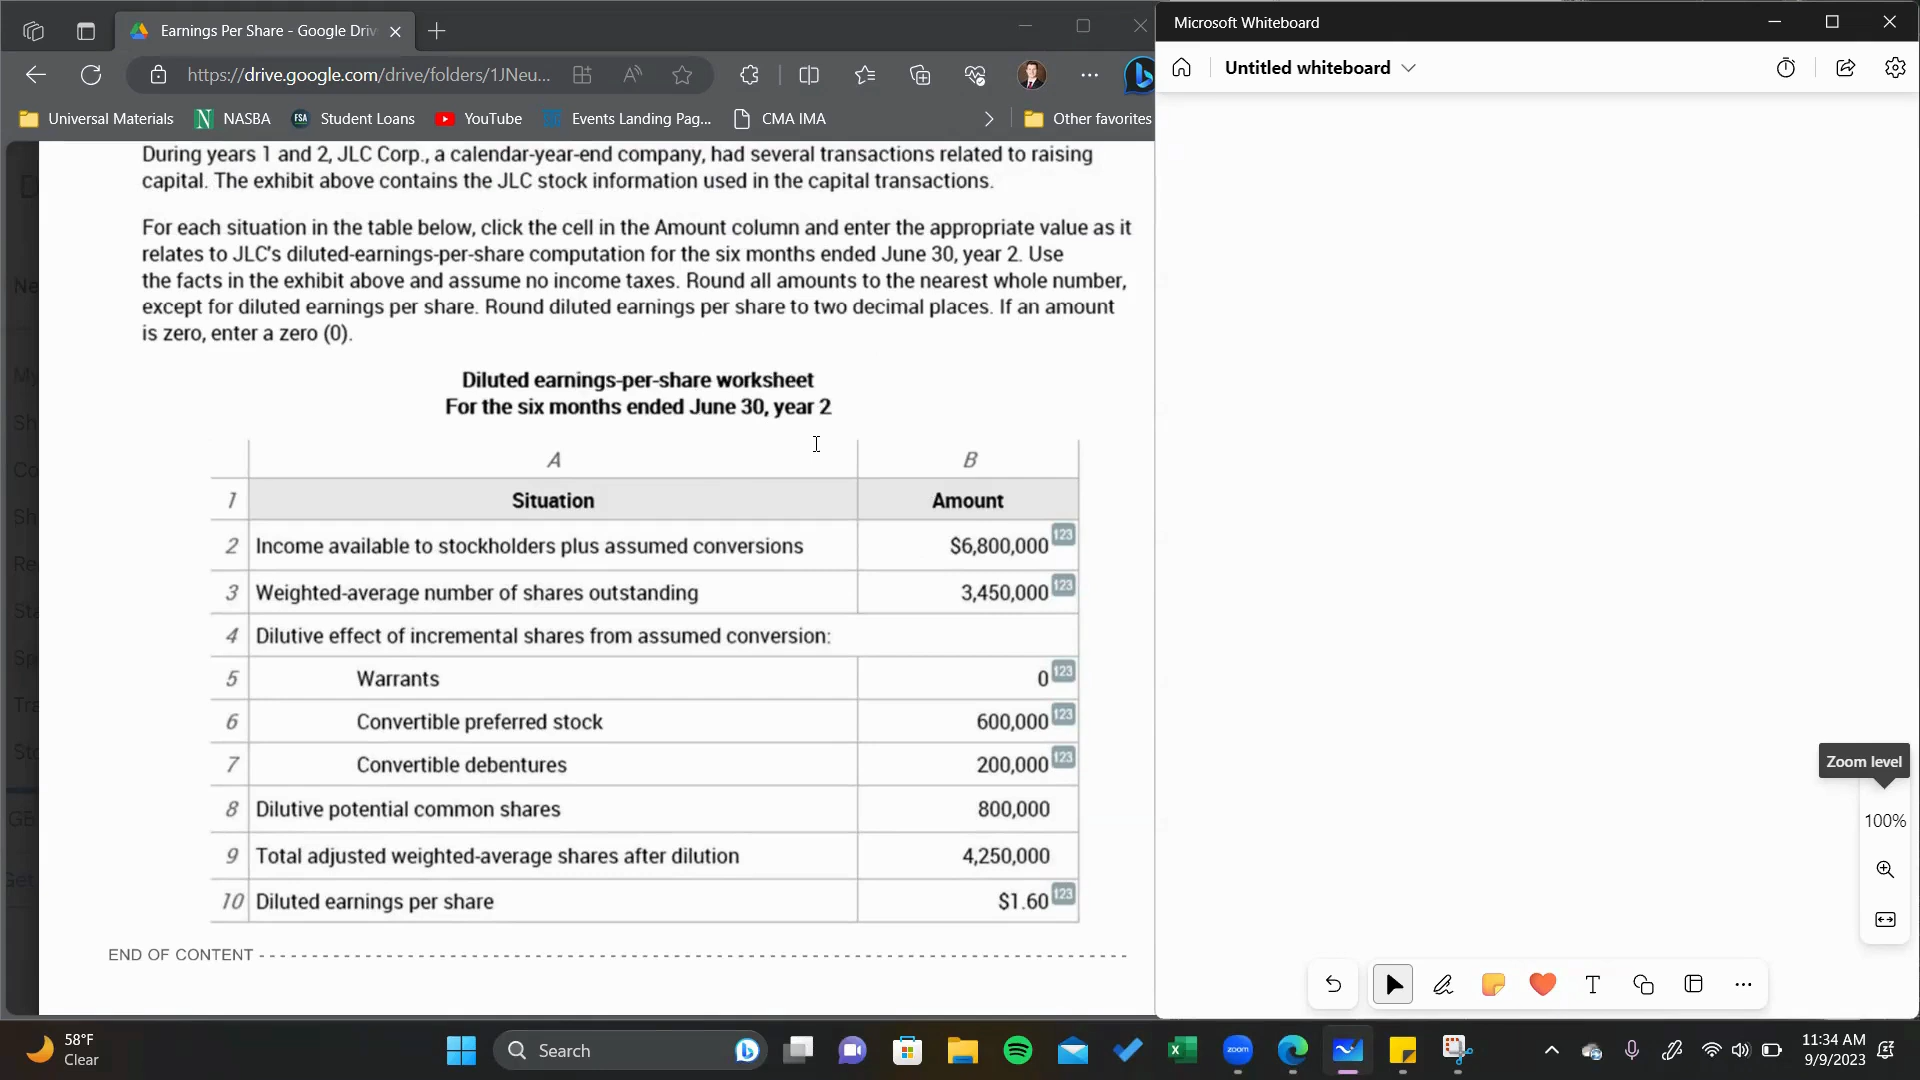 Earnings Per Share - Google Driv
Microsoft Whiteboard
https://drive.google.com/drive/folders/1JNeu...
Untitled whiteboard
Universal Materials
NASBA
FSA
Student Loans
YouTube
Events Landing Pag...
CMA IMA
Other favorites
During years 1 and 2, JLC Corp., a calendar-year-end company, had several transactions related to raising
capital. The exhibit above contains the JLC stock information used in the capital transactions.
For each situation in the table below, click the cell in the Amount column and enter the appropriate value as it
relates to JLC's diluted-earnings-per-share computation for the six months ended June 30, year 2. Use
the facts in the exhibit above and assume no income taxes. Round all amounts to the nearest whole number,
except for diluted earnings per share. Round diluted earnings per share to two decimal places. If an amount
is zero, enter a zero (0).
Diluted earnings-per-share worksheet
For the six months ended June 30, year 2
A B
1 Situation Amount
2 Income available to stockholders plus assumed conversions $6,800,000 123
3 Weighted-average number of shares outstanding 3,450,000 123
4 Dilutive effect of incremental shares from assumed conversion:
5 Warrants 0 123
6 Convertible preferred stock 600,000 123
7 Convertible debentures 200,000 123
8 Dilutive potential common shares 800,000
9 Total adjusted weighted-average shares after dilution 4,250,000
10 Diluted earnings per share $1.60 123
END OF CONTENT
Zoom level
100%
58°F
Clear
Search
zoom
11:34 AM
9/9/2023